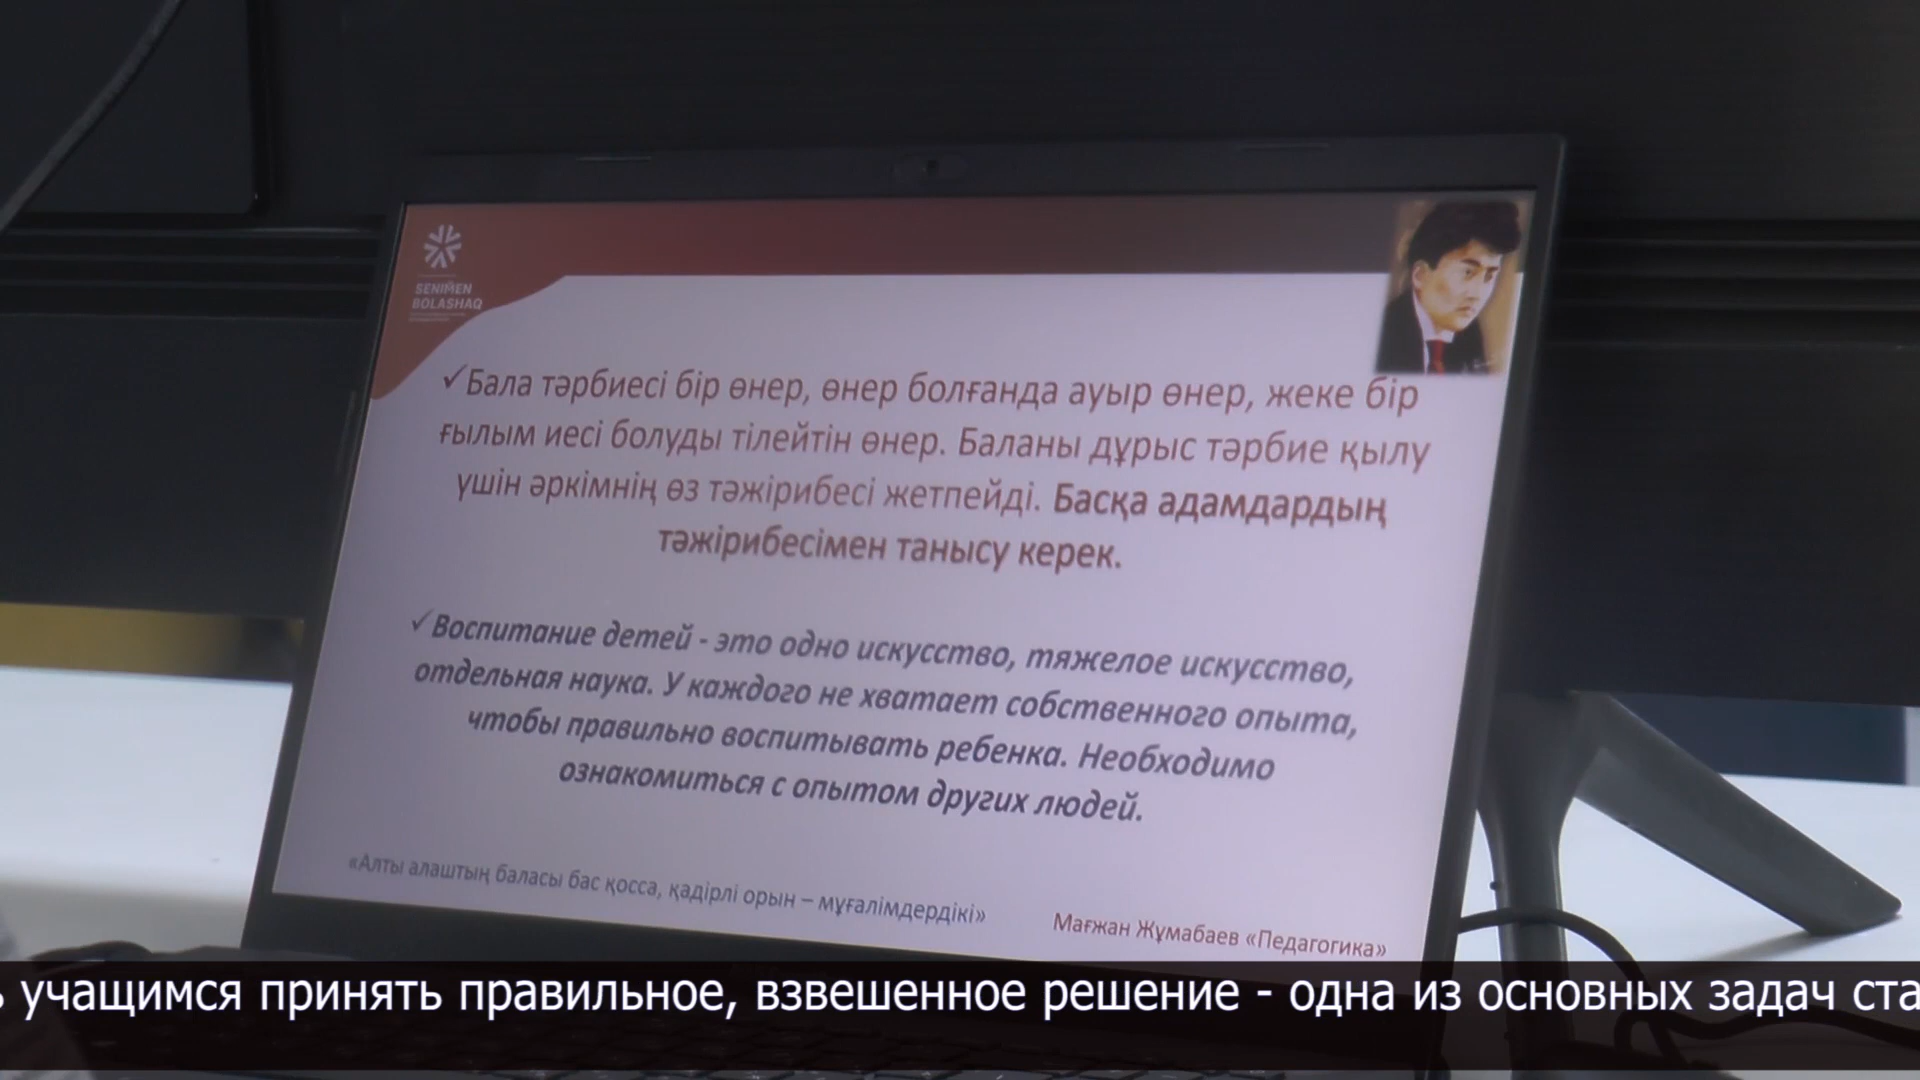 SENIMEN
BOLASHAQ
✓Бала тәрбиесі бір өнер, өнер болғанда ауыр өнер, жеке бір
ғылым иесі болуды тілейтін өнер. Баланы дұрыс тәрбие қылу
үшін әркімнің өз тәжірибесі жетпейді. Басқа адамдардың
тәжірибесімен танысу керек.
✓Воспитание детей - это одно искусство, тяжелое искусство,
отдельная наука. У каждого не хватает собственного опыта,
чтобы правильно воспитывать ребенка. Необходимо
ознакомиться с опытом других людей.
«Алты алаштың баласы бас қосса, қадірлі орын – мұғалімдердікі»
Мағжан Жұмабаев «Педагогика»
ь учащимся принять правильное, взвешенное решение - одна из основных задач ста